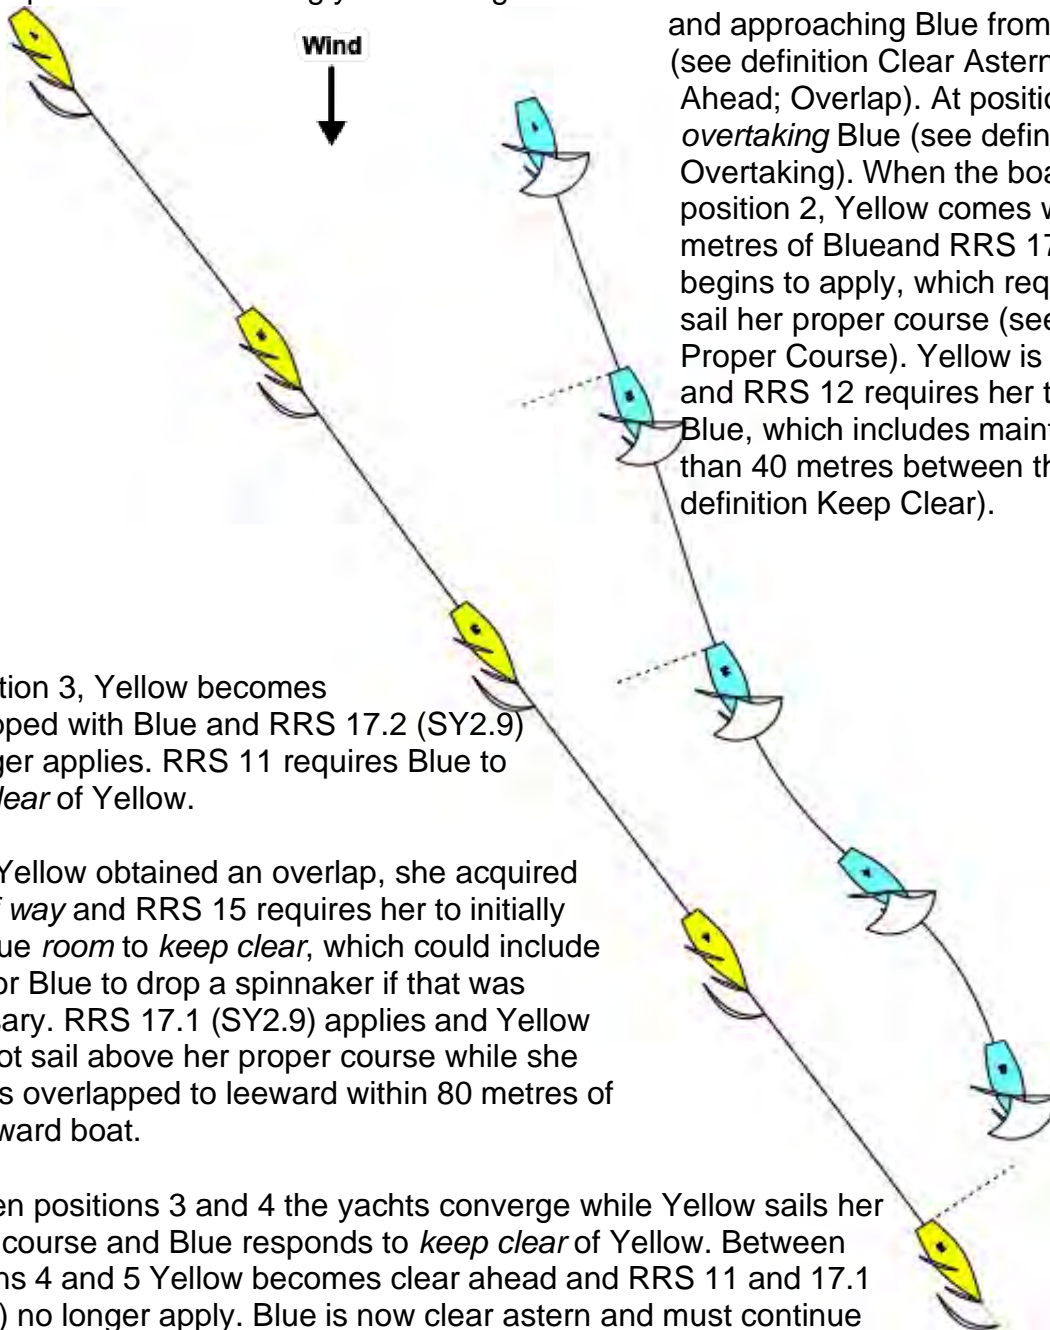 Wind
and approaching Blue from
(see definition Clear Astern
Ahead; Overlap). At positio
overtaking Blue (see defin
Overtaking). When the boa
position 2, Yellow comes w
metres of Blueand RRS 17
begins to apply, which req
sail her proper course (see
Proper Course). Yellow is
and RRS 12 requires her t
Blue, which includes main
than 40 metres between th
definition Keep Clear).
tion 3, Yellow becomes
pped with Blue and RRS 17.2 (SY2.9)
ger applies. RRS 11 requires Blue to
lear of Yellow.
Yellow obtained an overlap, she acquired
f way and RRS 15 requires her to initially
ue room to keep clear, which could include
or Blue to drop a spinnaker if that was
sary. RRS 17.1 (SY2.9) applies and Yellow
ot sail above her proper course while she
s overlapped to leeward within 80 metres of
ward boat.
en positions 3 and 4 the yachts converge while Yellow sails her
course and Blue responds to keep clear of Yellow. Between
ns 4 and 5 Yellow becomes clear ahead and RRS 11 and 17.1
) no longer apply. Blue is now clear astern and must continue